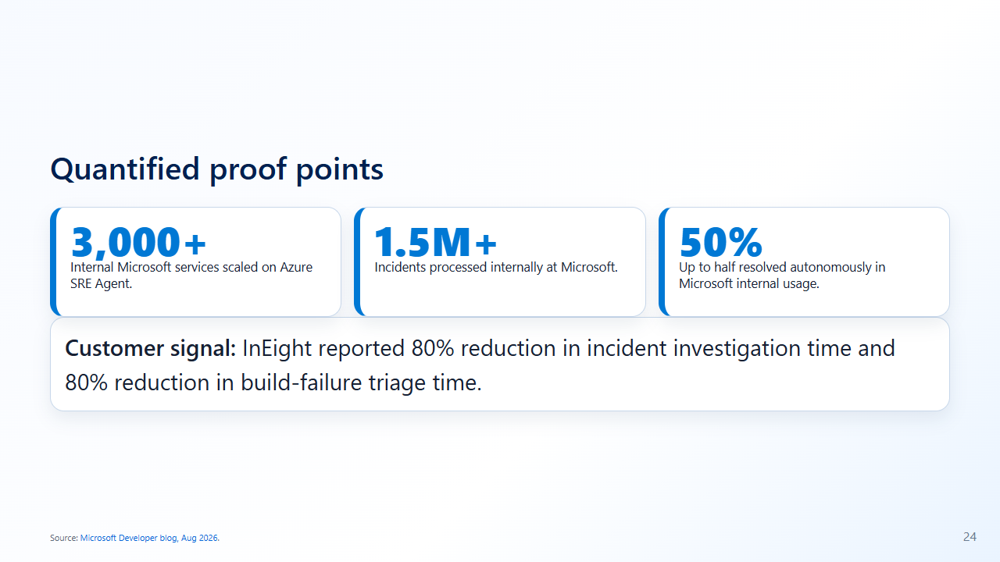 Quantified proof points
3,000+
Internal Microsoft services scaled on Azure
SRE Agent.
1.5M+
Incidents processed internally at Microsoft.
50%
Up to half resolved autonomously in
Microsoft internal usage.
Customer signal: InEight reported 80% reduction in incident investigation time and
80% reduction in build-failure triage time.
Source: Microsoft Developer blog, Aug 2026.
24